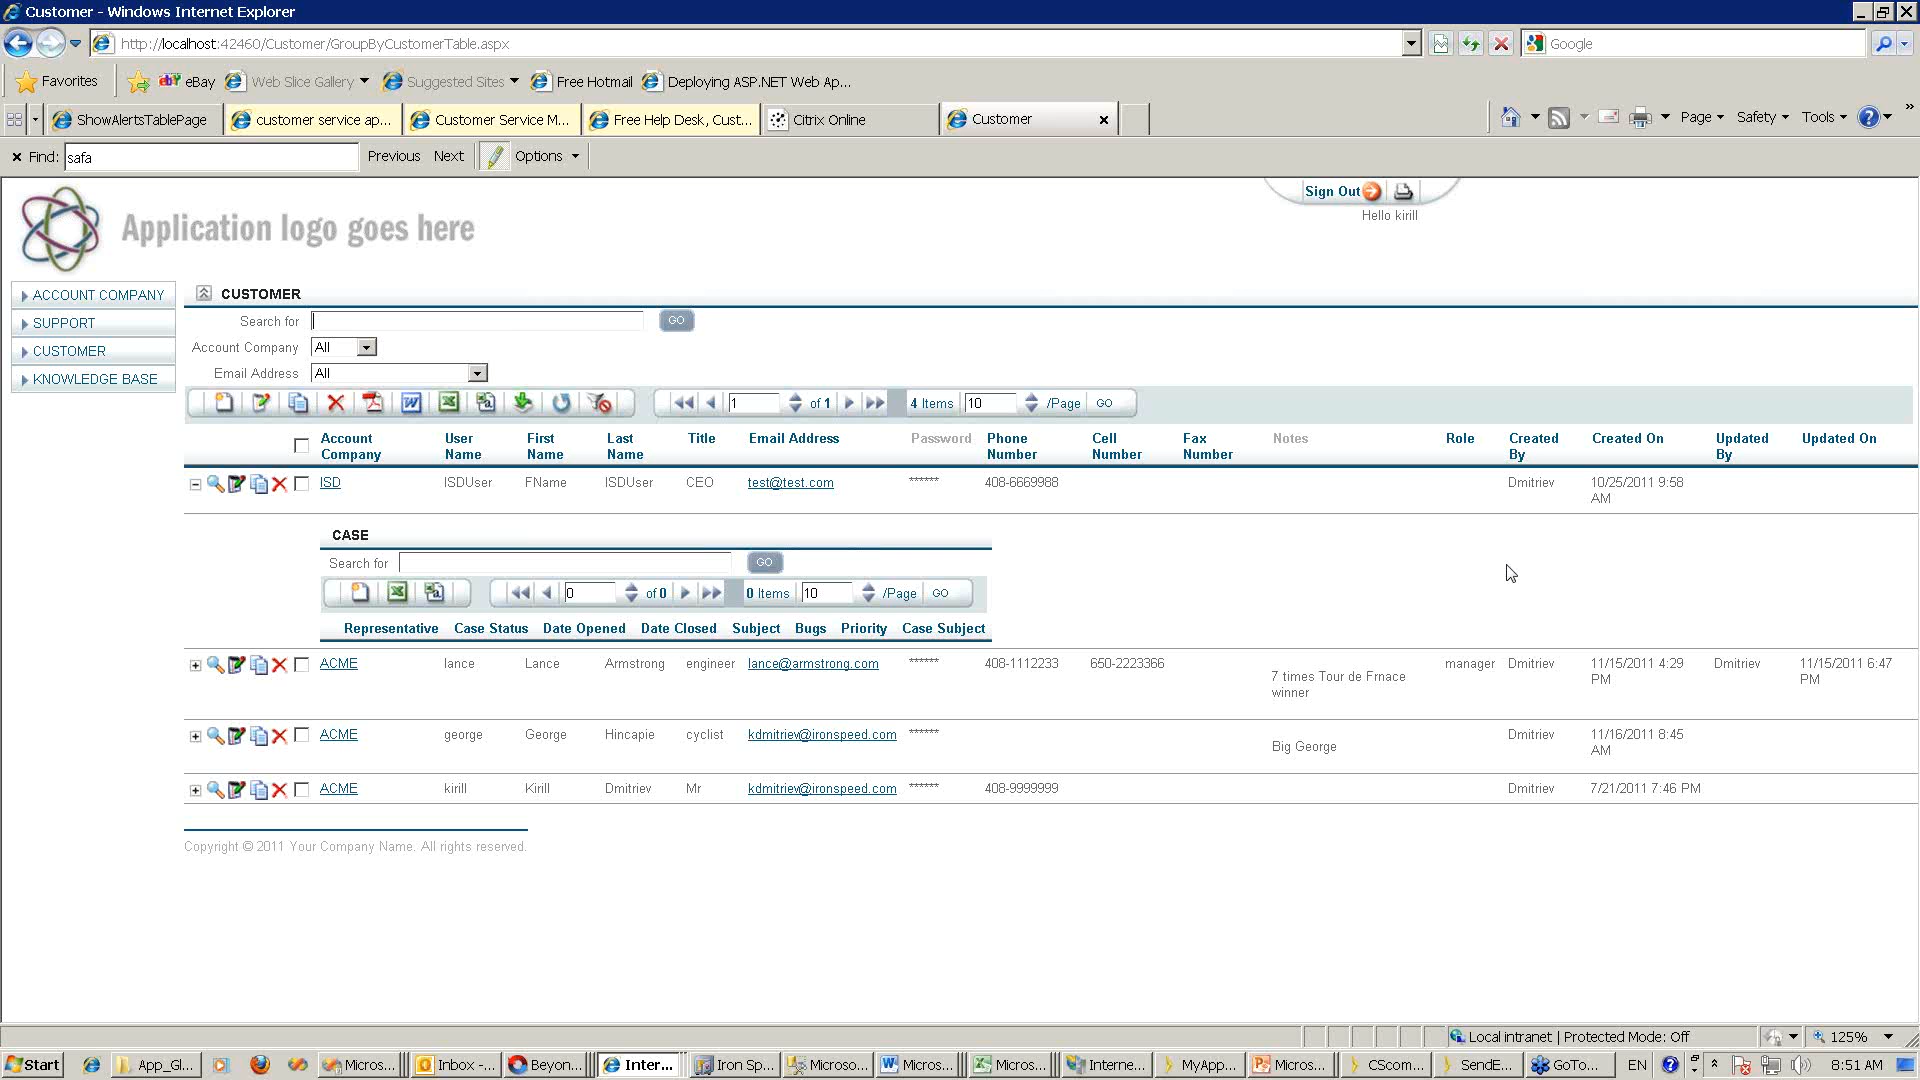 Customer - Windows Internet Explorer
http://localhost:42460/Customer/GroupByCustomerTable.aspx
Google
Favorites
eBay
Web Slice Gallery
Suggested Sites
Free Hotmail
Deploying ASP.NET Web Ap...
ShowAlertsTablePage
customer service ap...
Customer Service M...
Free Help Desk, Cust...
Citrix Online
Customer
Page
Safety
Tools
Find: safa
Previous
Next
Options
Application logo goes here
Sign Out
Hello kirill
ACCOUNT COMPANY
SUPPORT
CUSTOMER
KNOWLEDGE BASE
CUSTOMER
Search for GO
Account Company All
Email Address All
1 of 1 4 Items 10 /Page GO
Account Company User Name First Name Last Name Title Email Address Password Phone Number Cell Number Fax Number Notes Role Created By Created On Updated By Updated On
ISD ISDUser FName ISDUser CEO test@test.com ****** 408-6669988 Dmitriev 10/25/2011 9:58 AM
CASE
Search for GO
0 of 0 0 Items 10 /Page GO
Representative Case Status Date Opened Date Closed Subject Bugs Priority Case Subject
ACME lance Lance Armstrong engineer lance@armstrong.com ****** 408-1112233 650-2223366 7 times Tour de Frnace winner manager Dmitriev 11/15/2011 4:29 PM Dmitriev 11/15/2011 6:47 PM
ACME george George Hincapie cyclist kdmitriev@ironspeed.com ****** Big George Dmitriev 11/16/2011 8:45 AM
ACME kirill Kirill Dmitriev Mr kdmitriev@ironspeed.com ****** 408-9999999 Dmitriev 7/21/2011 7:46 PM
Copyright © 2011 Your Company Name. All rights reserved.
Local intranet | Protected Mode: Off
125%
Start
App_Gl...
Micros...
Inbox -...
Beyon...
Inter...
Iron Sp...
Microso...
Micros...
Micros...
Interne...
MyApp...
Micros...
CScom...
SendE...
GoTo...
EN
8:51 AM